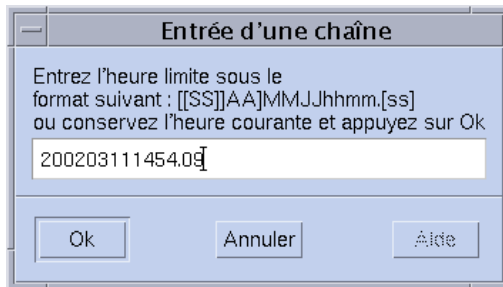 Entrée d'une chaîne
Entrez l'heure limite sous le
format suivant : [[SS]]AA]MMJJhhmm.[ss]
ou conservez l'heure courante et appuyez sur Ok
200203111454.09
Ok
Annuler
Aide